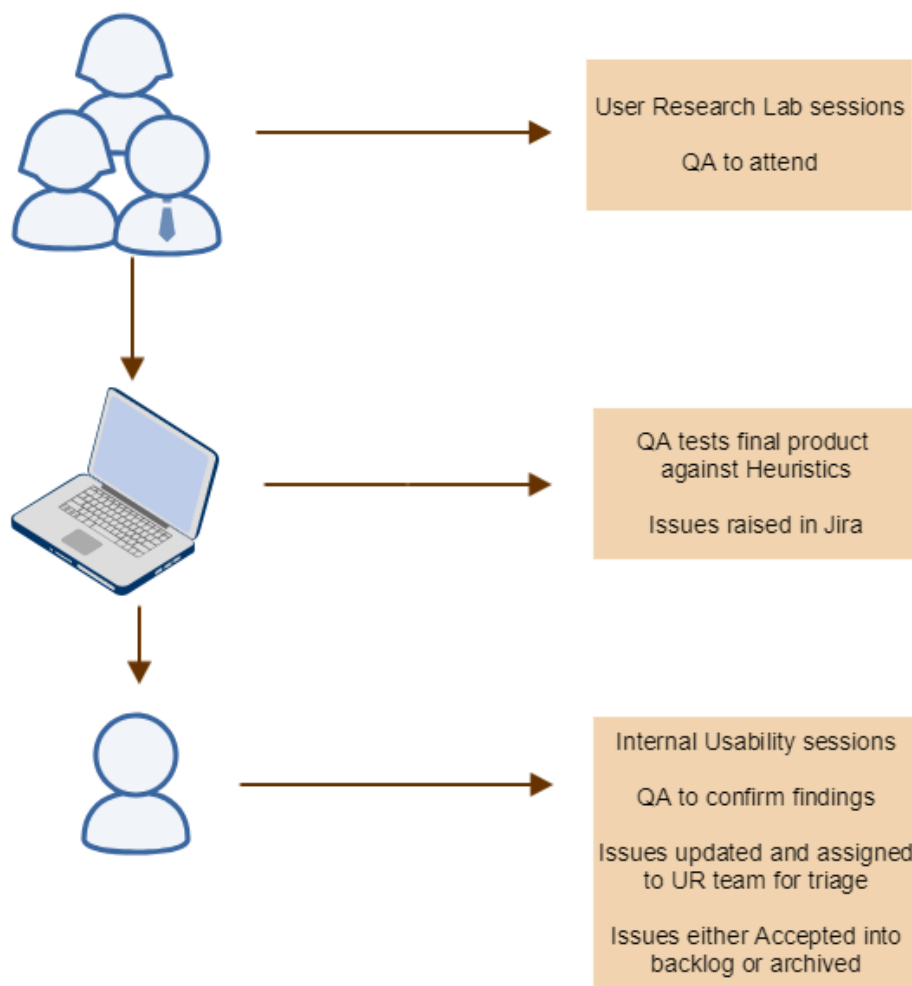 User Research Lab sessions
QA to attend
QA tests final product
against Heuristics
Issues raised in Jira
Internal Usability sessions
QA to confirm findings
Issues updated and assigned
to UR team for triage
Issues either Accepted into
backlog or archived